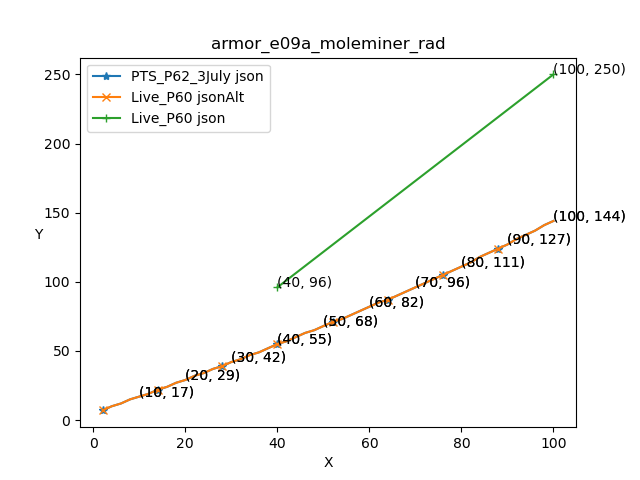 armor_e09a_moleminer_rad
PTS_P62_3July json
Live_P60 jsonAlt
Live_P60 json
(100, 250)
(40, 96)
(100, 144)
(90, 127)
(80, 111)
(70, 96)
(60, 82)
(50, 68)
(40, 55)
(30, 42)
(20, 29)
(10, 17)
250
200
150
100
50
0
Y
0 20 40 60 80 100
X